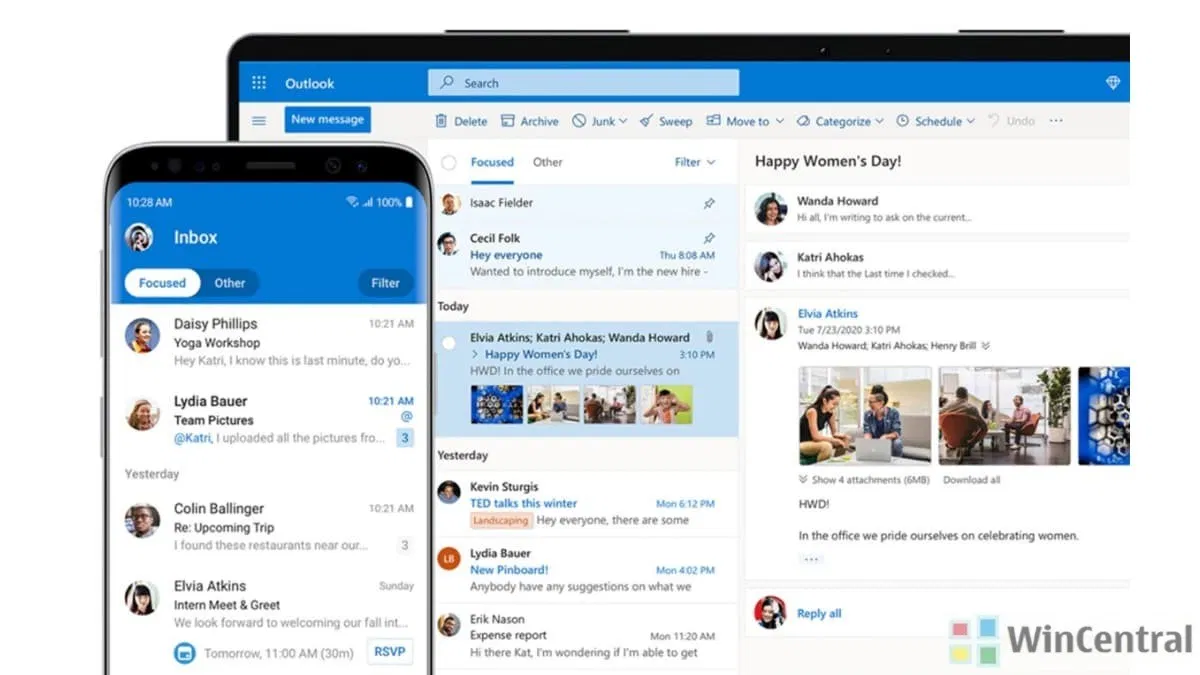 Outlook
Search
New message
Delete
Archive
Junk
Sweep
Move to
Categorize
Schedule
Undo
Focused
Other
Filter
Isaac Fielder
Cecil Folk
Hey everyone
Thu 8:08 AM
Wanted to introduce myself, I'm the new hire -
Today
Elvia Atkins; Katri Ahokas; Wanda Howard
> Happy Women's Day!
3:10 PM
HWD! In the office we pride ourselves on
Yesterday
Kevin Sturgis
TED talks this winter
Mon 6:12 PM
Landscaping
Hey everyone, there are some
LB
Lydia Bauer
New Pinboard!
Mon 4:02 PM
Anybody have any suggestions on what we
Erik Nason
Expense report
Mon 11:20 AM
Hi there Kat, I'm wondering if I'm able to get
Happy Women's Day!
Wanda Howard
Hi all, I'm writing to ask on the current...
Katri Ahokas
I think that the Last time I checked...
Elvia Atkins
Tue 7/23/2020 3:10 PM
Wanda Howard; Katri Ahokas; Henry Brill
Show 4 attachments (6MB)
Download all
HWD!
In the office we pride ourselves on celebrating women.
...
Reply all
10:28 AM
100%
Inbox
Focused
Other
Filter
Daisy Phillips
10:21 AM
Yoga Workshop
Hey Katri, I know this is last minute, do yo...
Lydia Bauer
10:21 AM
Team Pictures
@
@Katri, I uploaded all the pictures fro...
3
Yesterday
Colin Ballinger
10:21 AM
Re: Upcoming Trip
I found these restaurants near our...
3
Elvia Atkins
Sunday
Intern Meet & Greet
We look forward to welcoming our fall int...
Tomorrow, 11:00 AM (30m)
RSVP
WinCentral